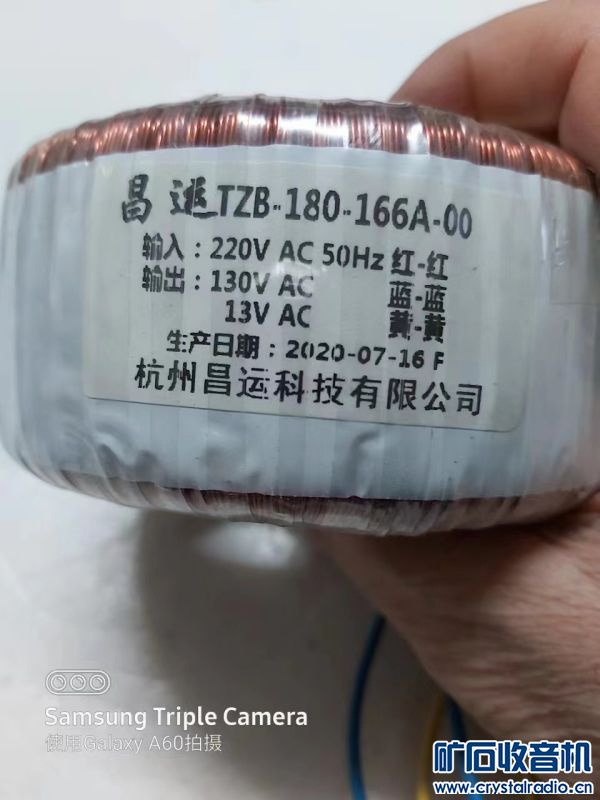 昌运TZB-180-166A-00
输入：220V AC 50Hz 红-红
输出：130V AC 蓝-蓝
13V AC 黄-黄
生产日期：2020-07-16 F
杭州昌运科技有限公司
Samsung Triple Camera
使用Galaxy A60拍摄
矿石收音机
www.crystalradio.cn